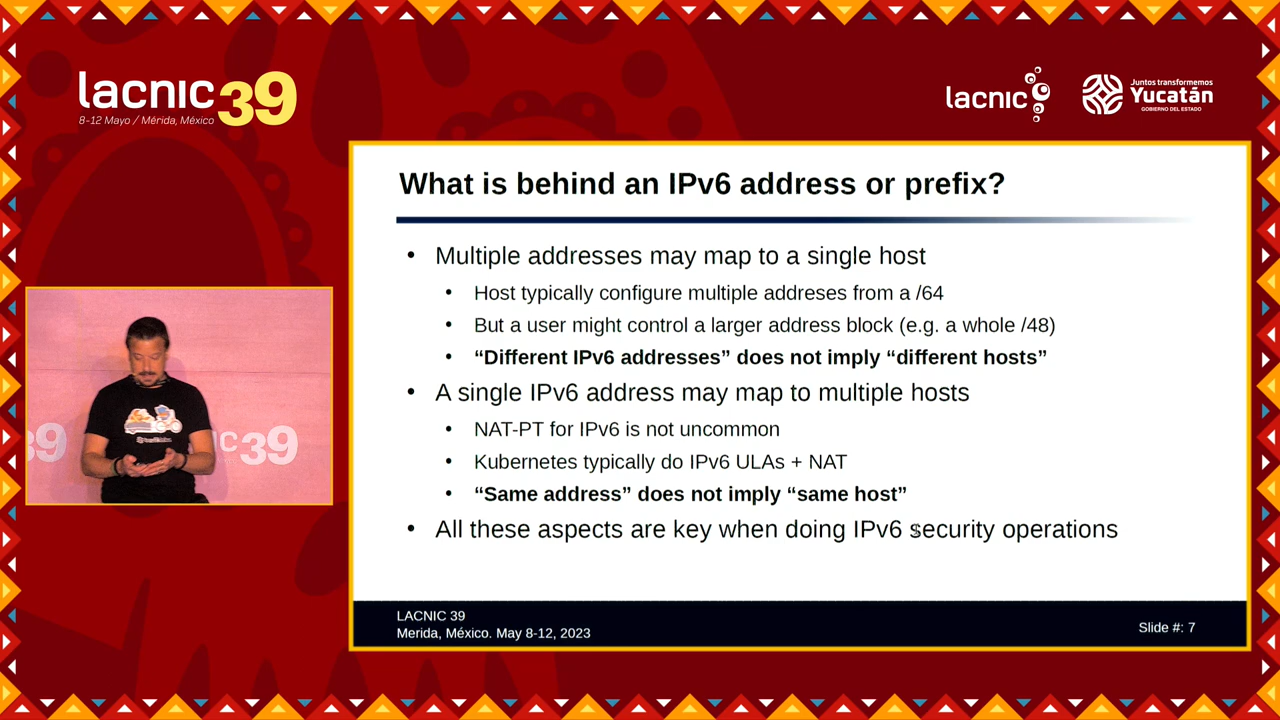 lacnic 39
8-12 Mayo / Mérida, México
lacnic
Juntos transformemos
Yucatán
GOBIERNO DEL ESTADO
What is behind an IPv6 address or prefix?
• Multiple addresses may map to a single host
• Host typically configure multiple addreses from a /64
• But a user might control a larger address block (e.g. a whole /48)
• “Different IPv6 addresses” does not imply “different hosts”
• A single IPv6 address may map to multiple hosts
• NAT-PT for IPv6 is not uncommon
• Kubernetes typically do IPv6 ULAs + NAT
• “Same address” does not imply “same host”
• All these aspects are key when doing IPv6 security operations
39
c39
LACNIC 39
Merida, México. May 8-12, 2023
Slide #: 7